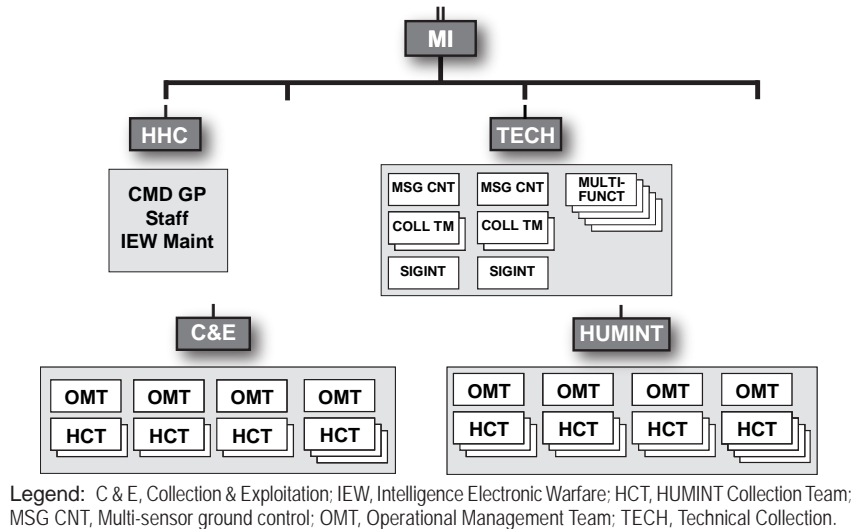 MI
HHC
TECH
CMD GP
Staff
IEW Maint
MSG CNT
MSG CNT
MULTI-
FUNCT
COLL TM
COLL TM
SIGINT
SIGINT
C&E
HUMINT
OMT
OMT
OMT
OMT
HCT
HCT
HCT
HCT
OMT
OMT
OMT
OMT
HCT
HCT
HCT
HCT
Legend: C & E, Collection & Exploitation; IEW, Intelligence Electronic Warfare; HCT, HUMINT Collection Team;
MSG CNT, Multi-sensor ground control; OMT, Operational Management Team; TECH, Technical Collection.